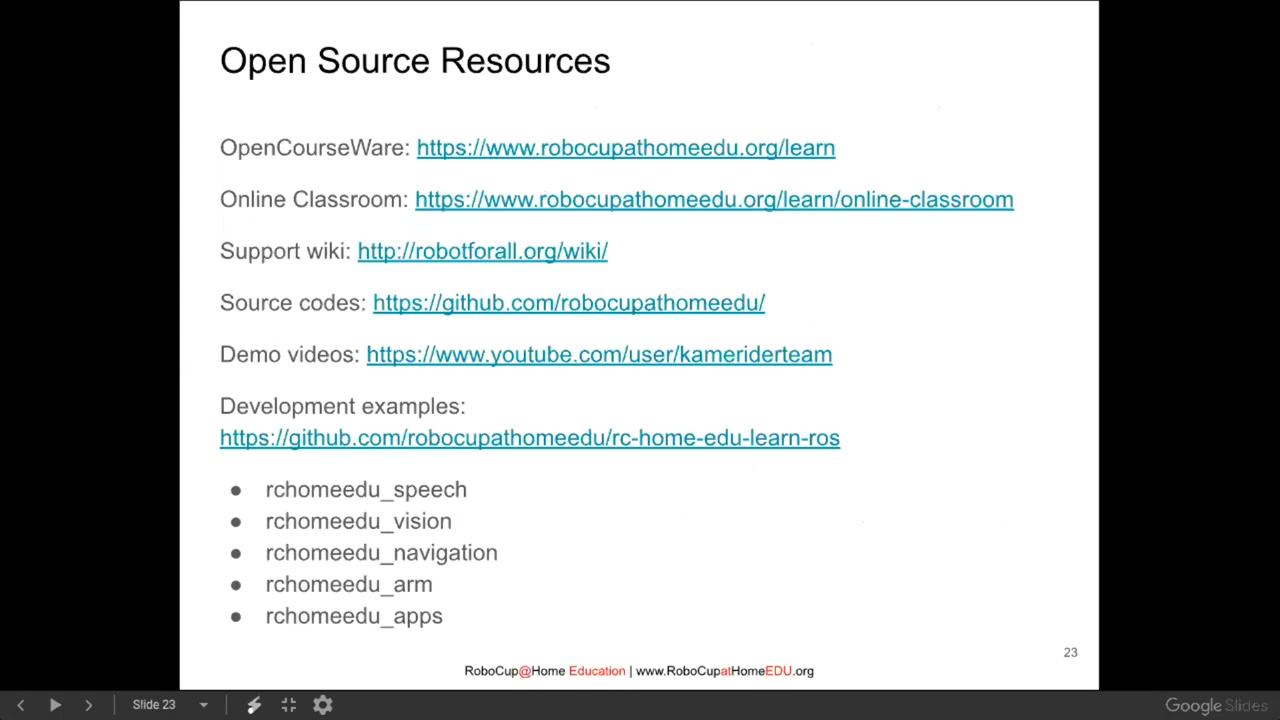 Open Source Resources
OpenCourseWare: https://www.robocupathomeedu.org/learn
Online Classroom: https://www.robocupathomeedu.org/learn/online-classroom
Support wiki: http://robotforall.org/wiki/
Source codes: https://github.com/robocupathomeedu/
Demo videos: https://www.youtube.com/user/kameriderteam
Development examples:
https://github.com/robocupathomeedu/rc-home-edu-learn-ros
● rchomeedu_speech
● rchomeedu_vision
● rchomeedu_navigation
● rchomeedu_arm
● rchomeedu_apps
23
RoboCup@Home Education | www.RoboCupatHomeEDU.org
Slide 23
Google Slides